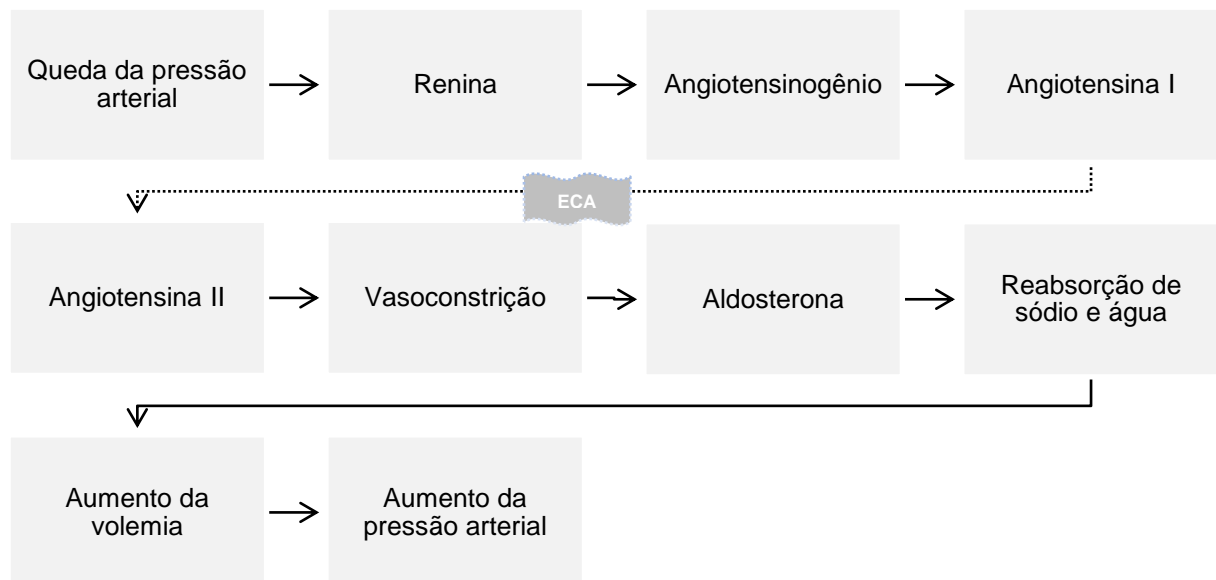 Queda da pressão
arterial
Renina
Angiotensinogênio
Angiotensina I
ECA
Angiotensina II
Vasoconstrição
Aldosterona
Reabsorção de
sódio e água
Aumento da
volemia
Aumento da
pressão arterial